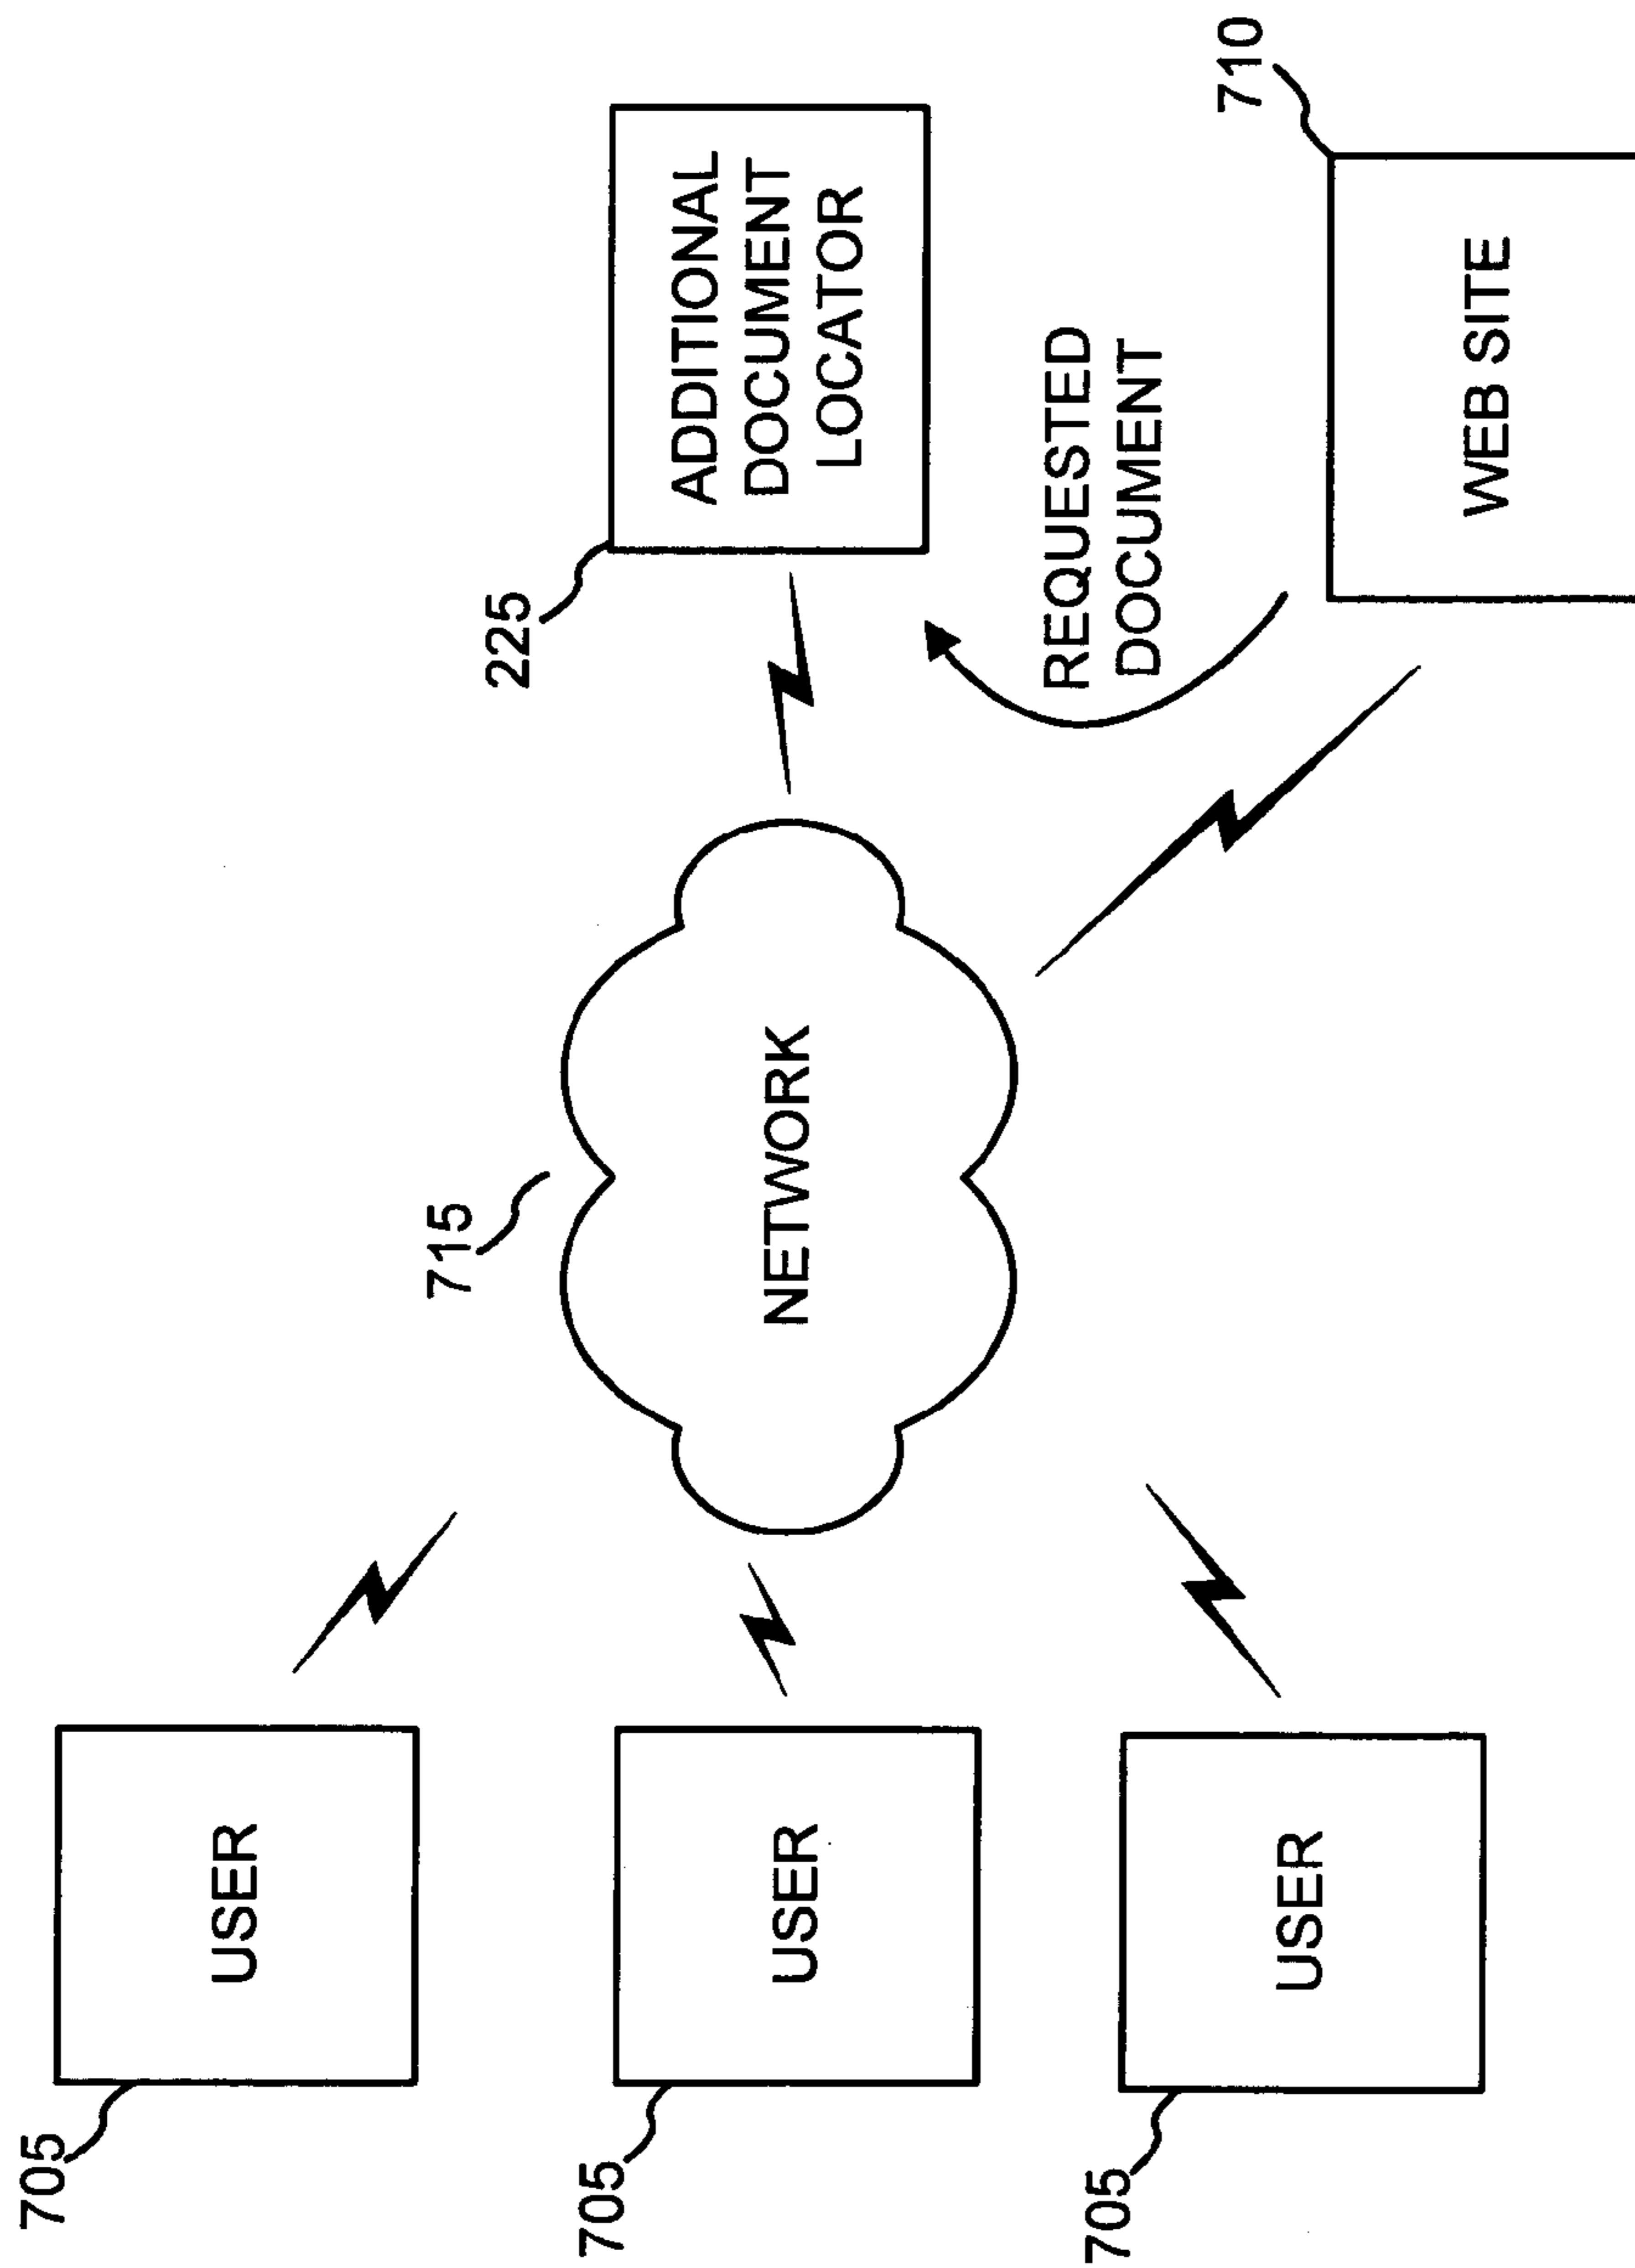 705
USER
705
USER
705
USER
715
NETWORK
225
ADDITIONAL
DOCUMENT
LOCATOR
REQUESTED
DOCUMENT
710
WEB SITE